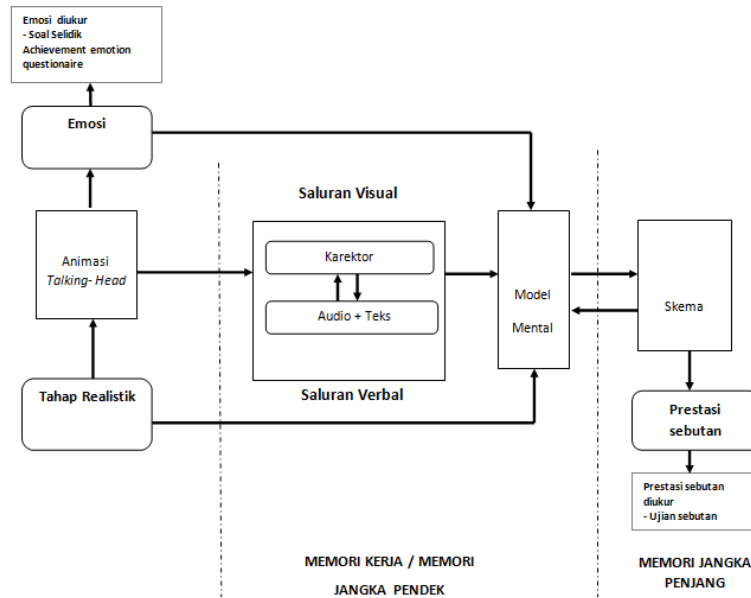 Emosi diukur
- Soal Selidik
Achievement emotion
questionaire
Emosi
Saluran Visual
Animasi
Talking- Head
Karektor
Audio + Teks
Model
Mental
Skema
Saluran Verbal
Tahap Realistik
Prestasi
sebutan
Prestasi sebutan
diukur
- Ujian sebutan
MEMORI KERJA / MEMORI
JANGKA PENDEK
MEMORI JANGKA
PENJANG